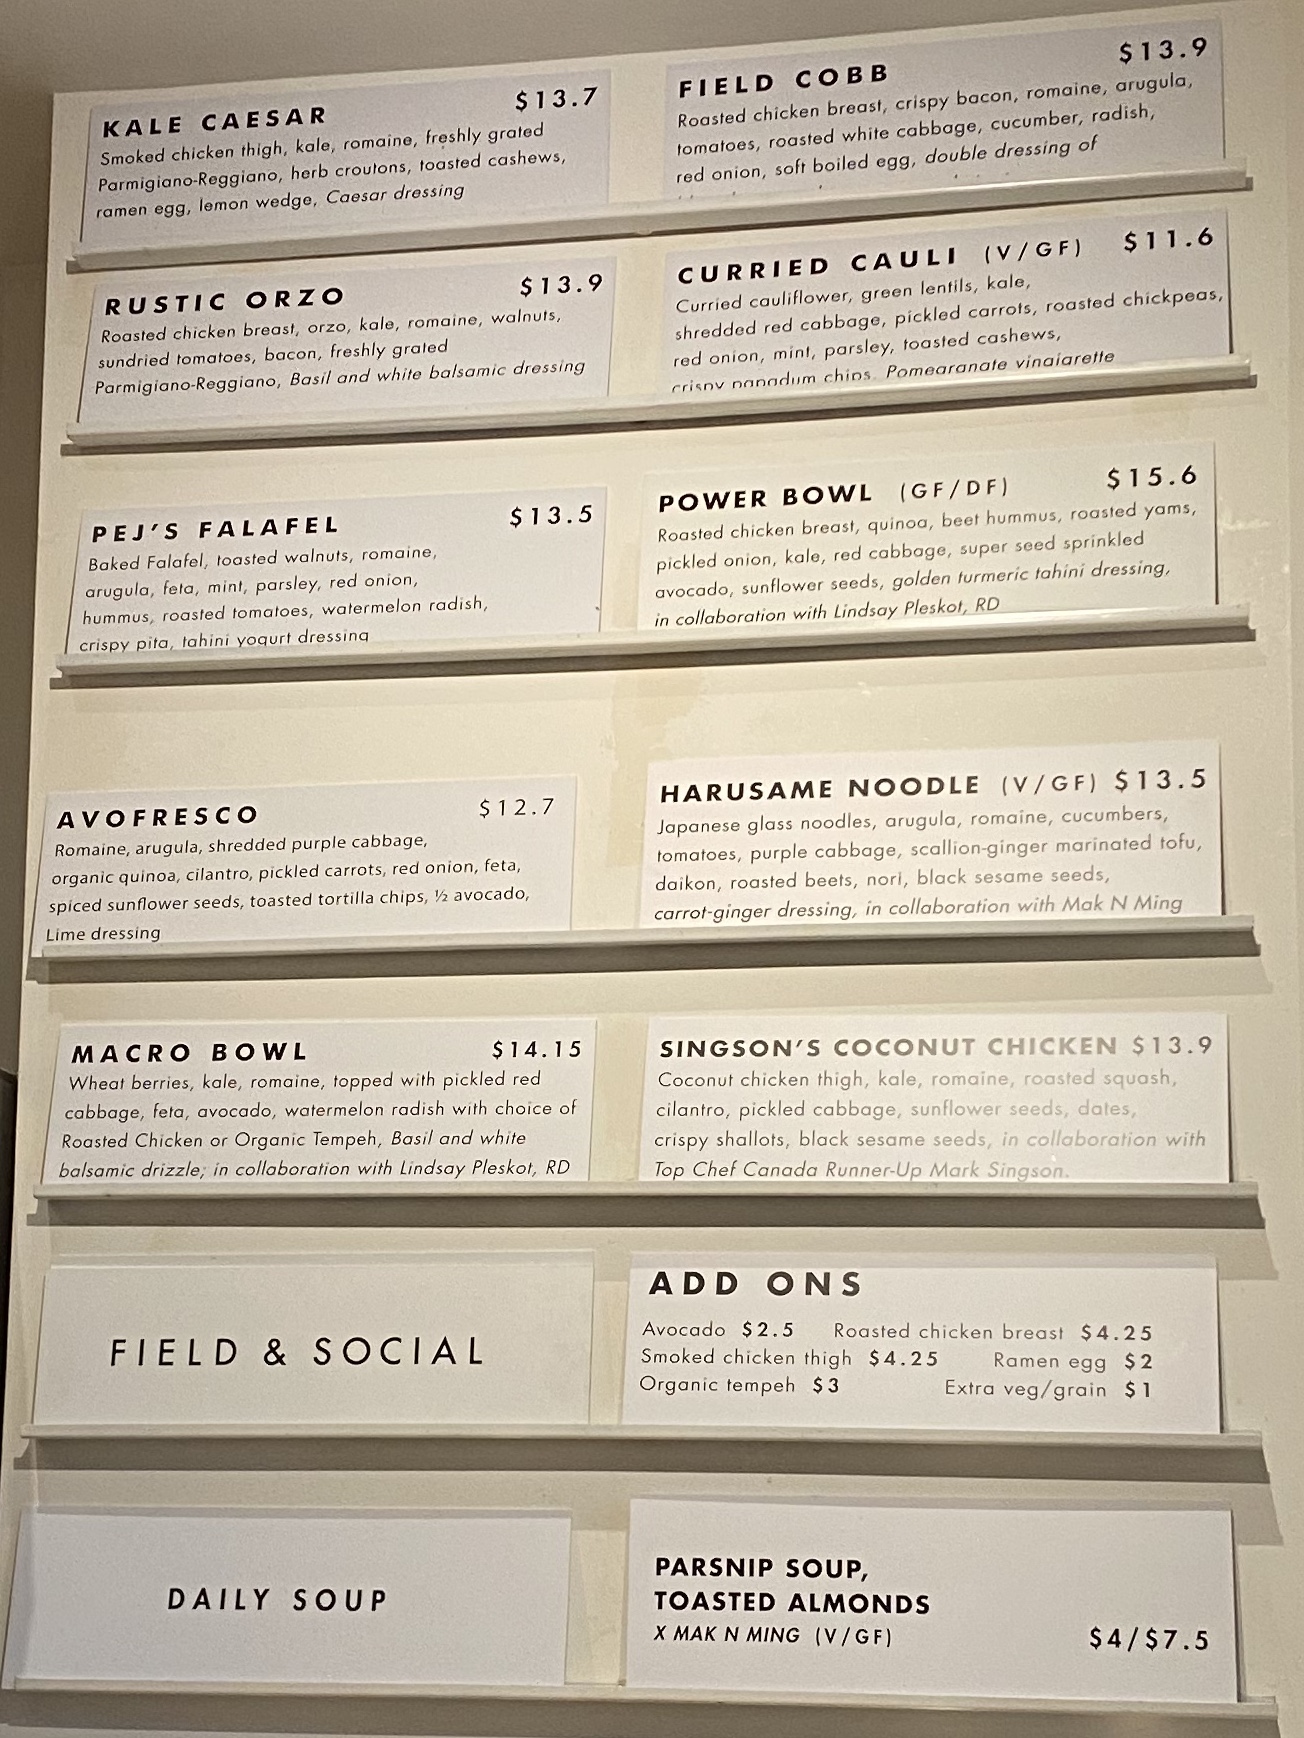 KALE CAESAR $13.7
Smoked chicken thigh, kale, romaine, freshly grated
Parmigiano-Reggiano, herb croutons, toasted cashews,
ramen egg, lemon wedge, Caesar dressing
FIELD COBB $13.9
Roasted chicken breast, crispy bacon, romaine, arugula,
tomatoes, roasted white cabbage, cucumber, radish,
red onion, soft boiled egg, double dressing of
RUSTIC ORZO $13.9
Roasted chicken breast, orzo, kale, romaine, walnuts,
sundried tomatoes, bacon, freshly grated
Parmigiano-Reggiano, Basil and white balsamic dressing
CURRIED CAULI (V/GF) $11.6
Curried cauliflower, green lentils, kale,
shredded red cabbage, pickled carrots, roasted chickpeas,
red onion, mint, parsley, toasted cashews,
crispy papadum chips. Pomegranate vinaigrette
PEJ'S FALAFEL $13.5
Baked Falafel, toasted walnuts, romaine,
arugula, feta, mint, parsley, red onion,
hummus, roasted tomatoes, watermelon radish,
crispy pita, tahini yogurt dressing
POWER BOWL (GF/DF) $15.6
Roasted chicken breast, quinoa, beet hummus, roasted yams,
pickled onion, kale, red cabbage, super seed sprinkled
avocado, sunflower seeds, golden turmeric tahini dressing,
in collaboration with Lindsay Pleskot, RD
AVOFRESCO $12.7
Romaine, arugula, shredded purple cabbage,
organic quinoa, cilantro, pickled carrots, red onion, feta,
spiced sunflower seeds, toasted tortilla chips, ½ avocado,
Lime dressing
HARUSAME NOODLE (V/GF) $13.5
Japanese glass noodles, arugula, romaine, cucumbers,
tomatoes, purple cabbage, scallion-ginger marinated tofu,
daikon, roasted beets, nori, black sesame seeds,
carrot-ginger dressing, in collaboration with Mak N Ming
MACRO BOWL $14.15
Wheat berries, kale, romaine, topped with pickled red
cabbage, feta, avocado, watermelon radish with choice of
Roasted Chicken or Organic Tempeh, Basil and white
balsamic drizzle; in collaboration with Lindsay Pleskot, RD
SINGSON'S COCONUT CHICKEN $13.9
Coconut chicken thigh, kale, romaine, roasted squash,
cilantro, pickled cabbage, sunflower seeds, dates,
crispy shallots, black sesame seeds, in collaboration with
Top Chef Canada Runner-Up Mark Singson.
FIELD & SOCIAL
ADD ONS
Avocado $2.5 Roasted chicken breast $4.25
Smoked chicken thigh $4.25 Ramen egg $2
Organic tempeh $3 Extra veg/grain $1
DAILY SOUP
PARSNIP SOUP,
TOASTED ALMONDS
X MAK N MING (V/GF)
$4/$7.5